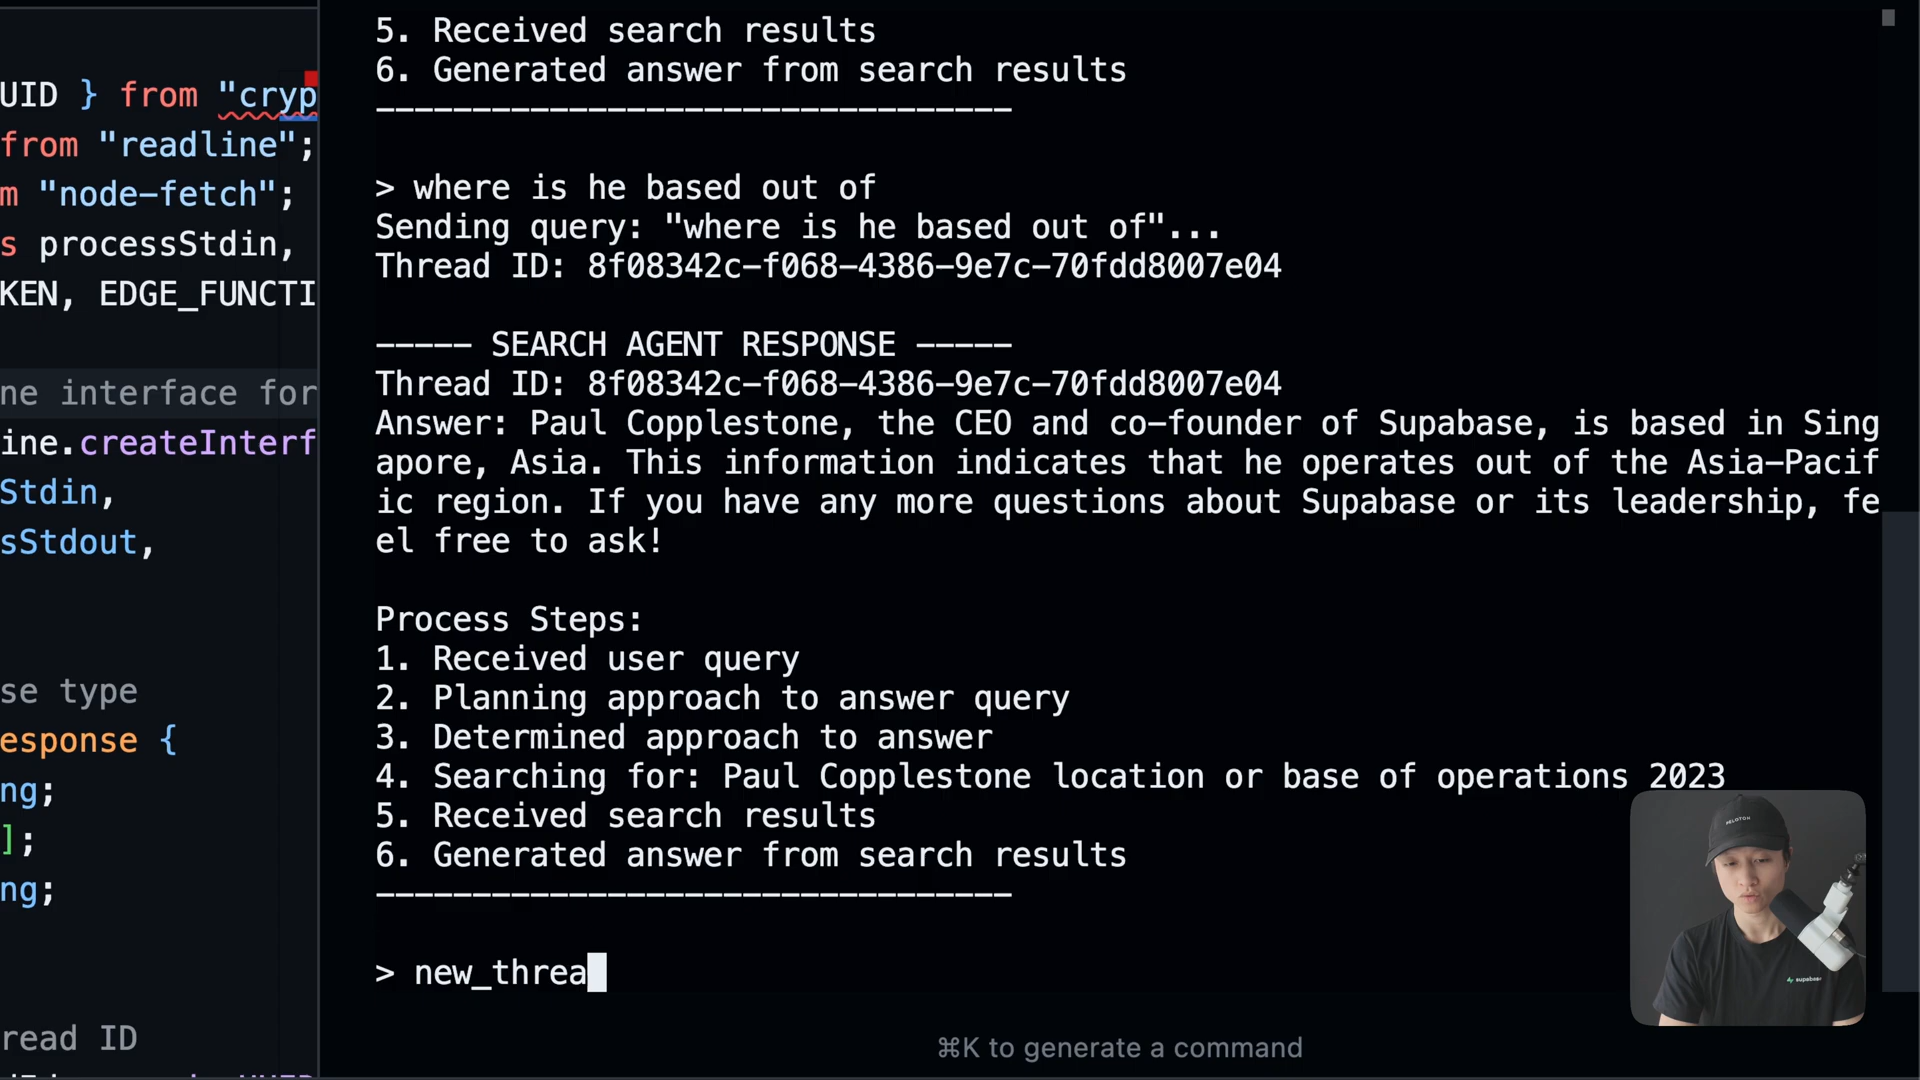 UID } from "cryp
from "readline";
m "node-fetch";
s processStdin,
KEN, EDGE_FUNCTI
ne interface for
ine.createInterf
Stdin,
sStdout,
se type
esponse {
ng;
];
ng;
read ID
5. Received search results
6. Generated answer from search results
---------------------------------
> where is he based out of
Sending query: "where is he based out of"...
Thread ID: 8f08342c-f068-4386-9e7c-70fdd8007e04
----- SEARCH AGENT RESPONSE -----
Thread ID: 8f08342c-f068-4386-9e7c-70fdd8007e04
Answer: Paul Copplestone, the CEO and co-founder of Supabase, is based in Sing
apore, Asia. This information indicates that he operates out of the Asia-Pacif
ic region. If you have any more questions about Supabase or its leadership, fe
el free to ask!
Process Steps:
1. Received user query
2. Planning approach to answer query
3. Determined approach to answer
4. Searching for: Paul Copplestone location or base of operations 2023
5. Received search results
6. Generated answer from search results
---------------------------------
> new_threa
⌘K to generate a command
PELOTON
supabase